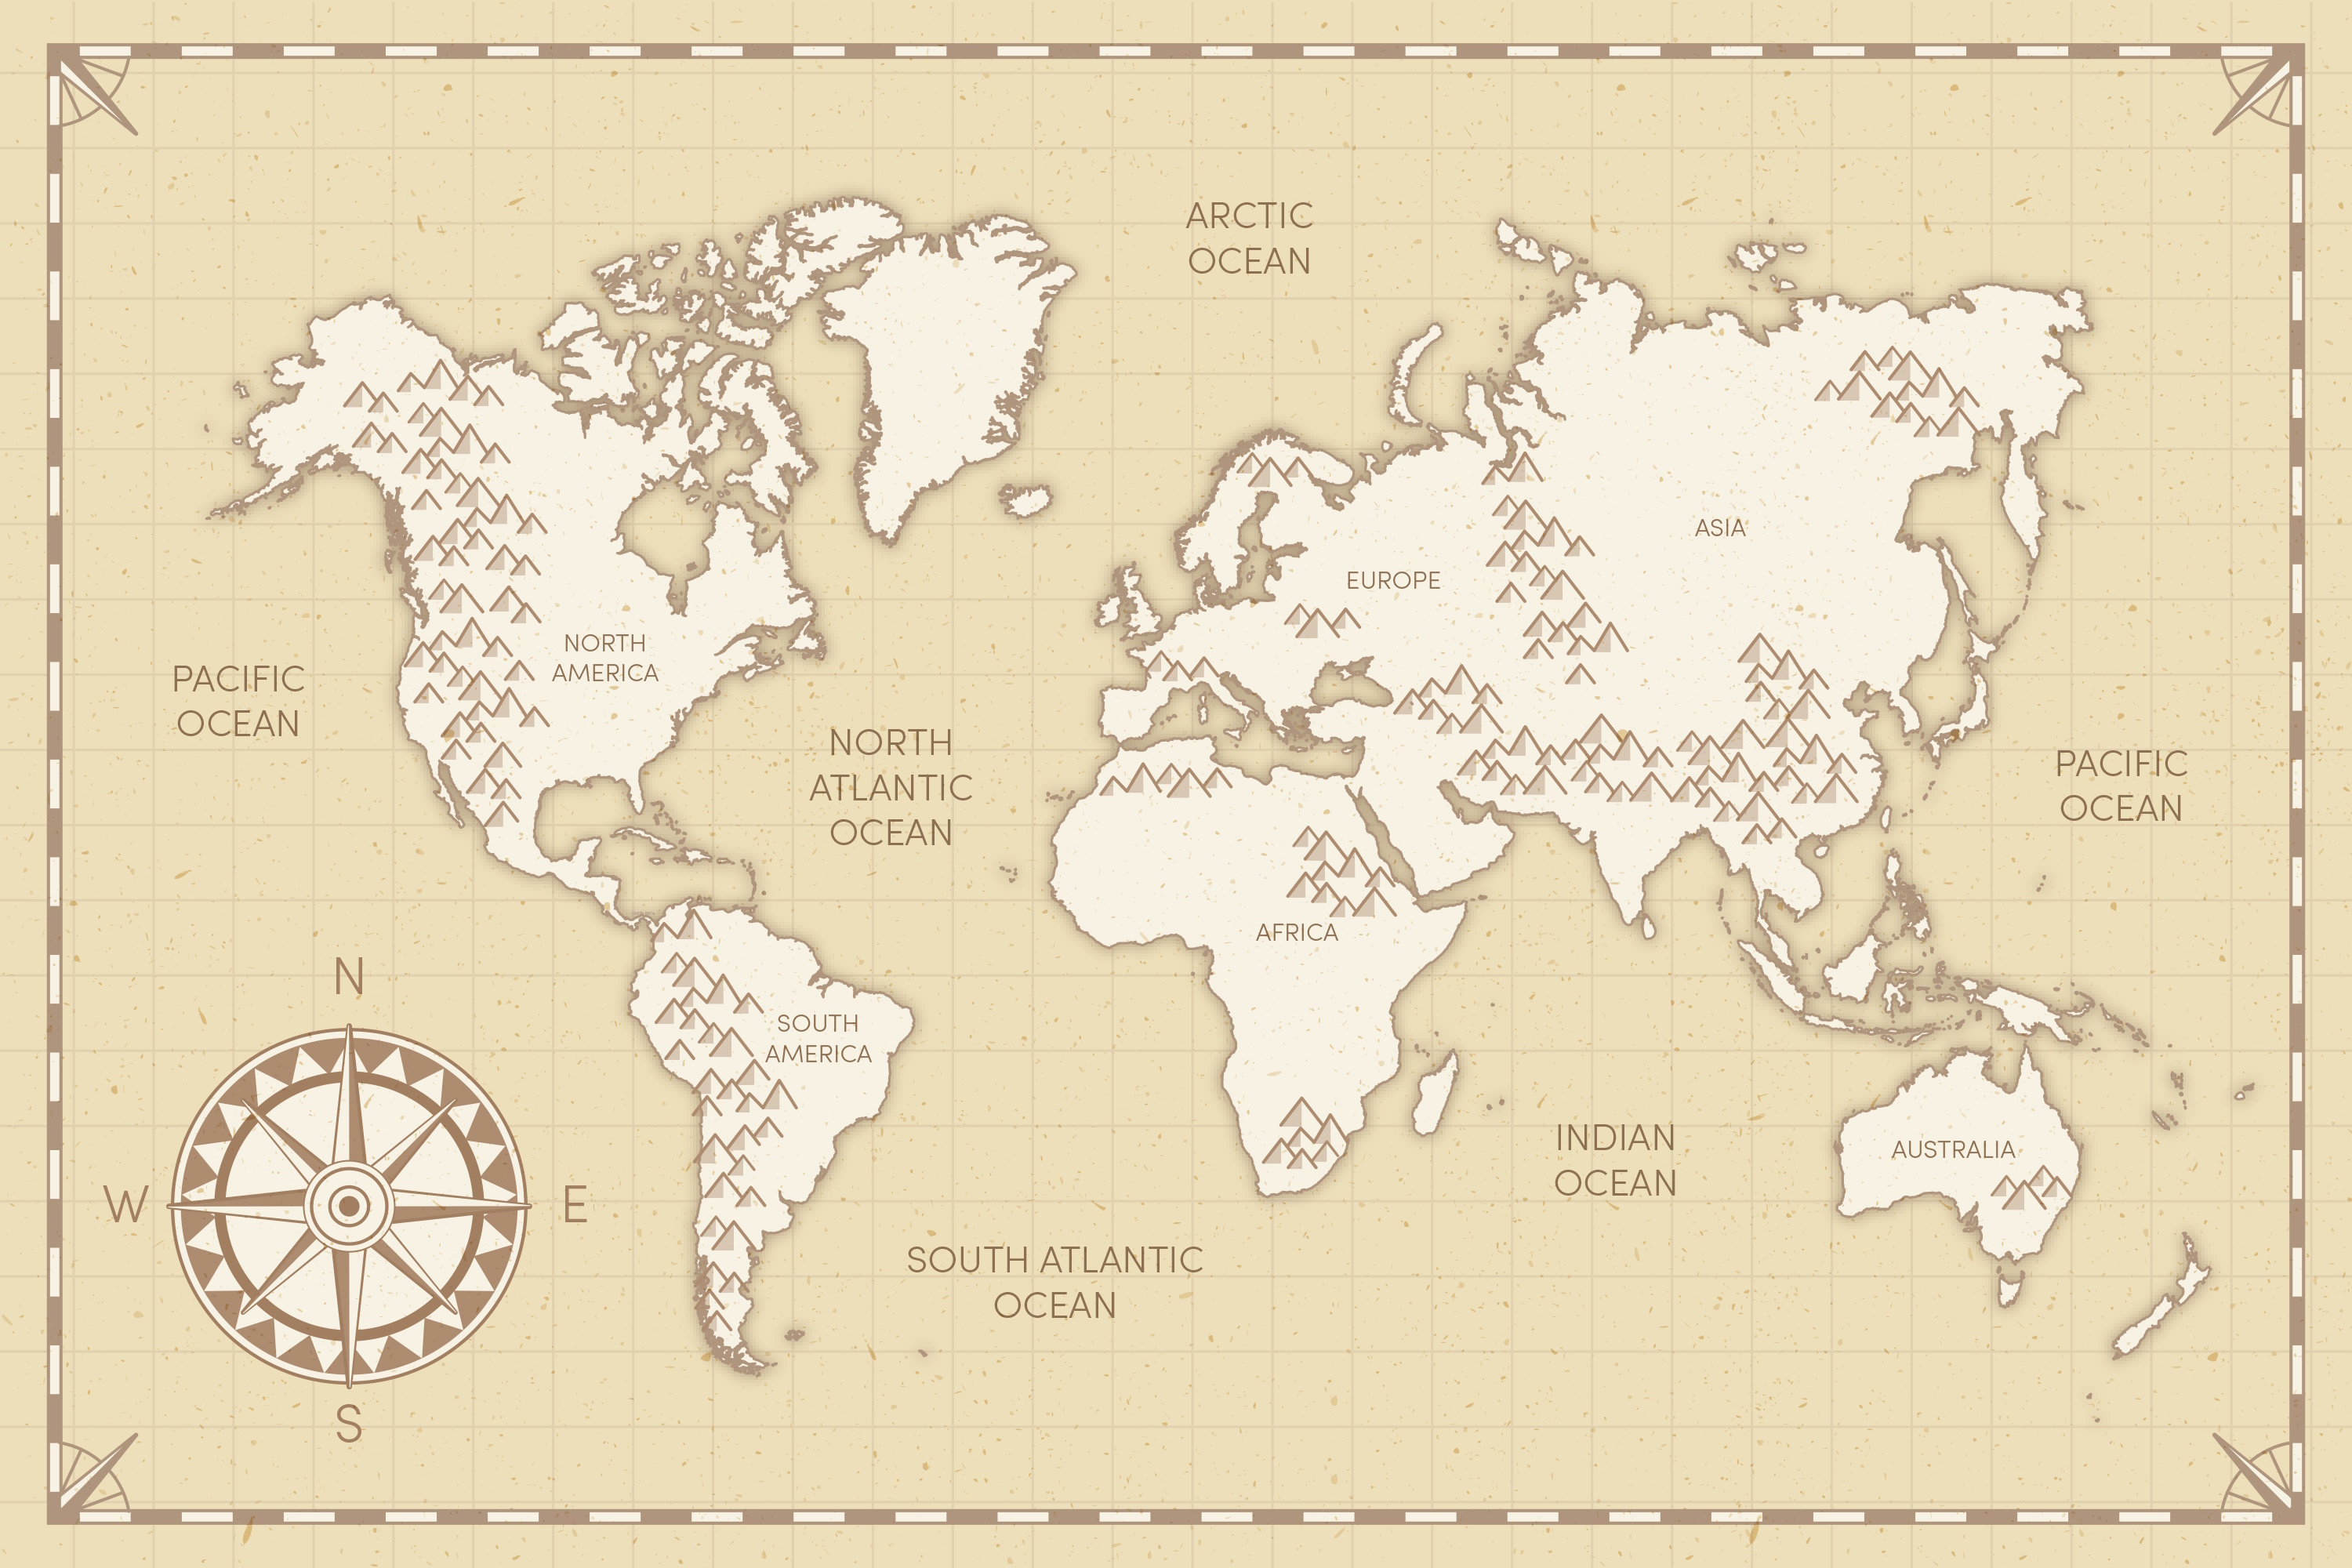 ARCTIC
OCEAN
ASIA
EUROPE
NORTH
AMERICA
PACIFIC
OCEAN
NORTH
ATLANTIC
OCEAN
PACIFIC
OCEAN
AFRICA
SOUTH
AMERICA
INDIAN
OCEAN
AUSTRALIA
SOUTH ATLANTIC
OCEAN
N
W
E
S